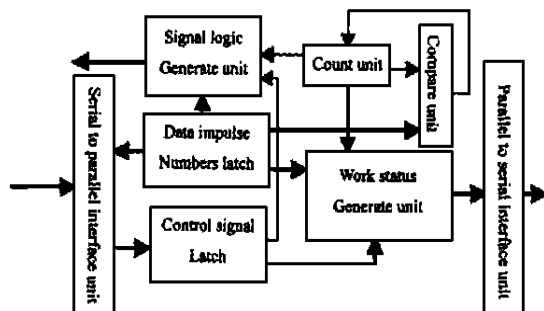 Signal logic
Generate unit
Count unit
Compare unit
Serial to parallel interface unit
Data impulse
Numbers latch
Work status
Generate unit
Control signal
Latch
Parallel to serial interface unit